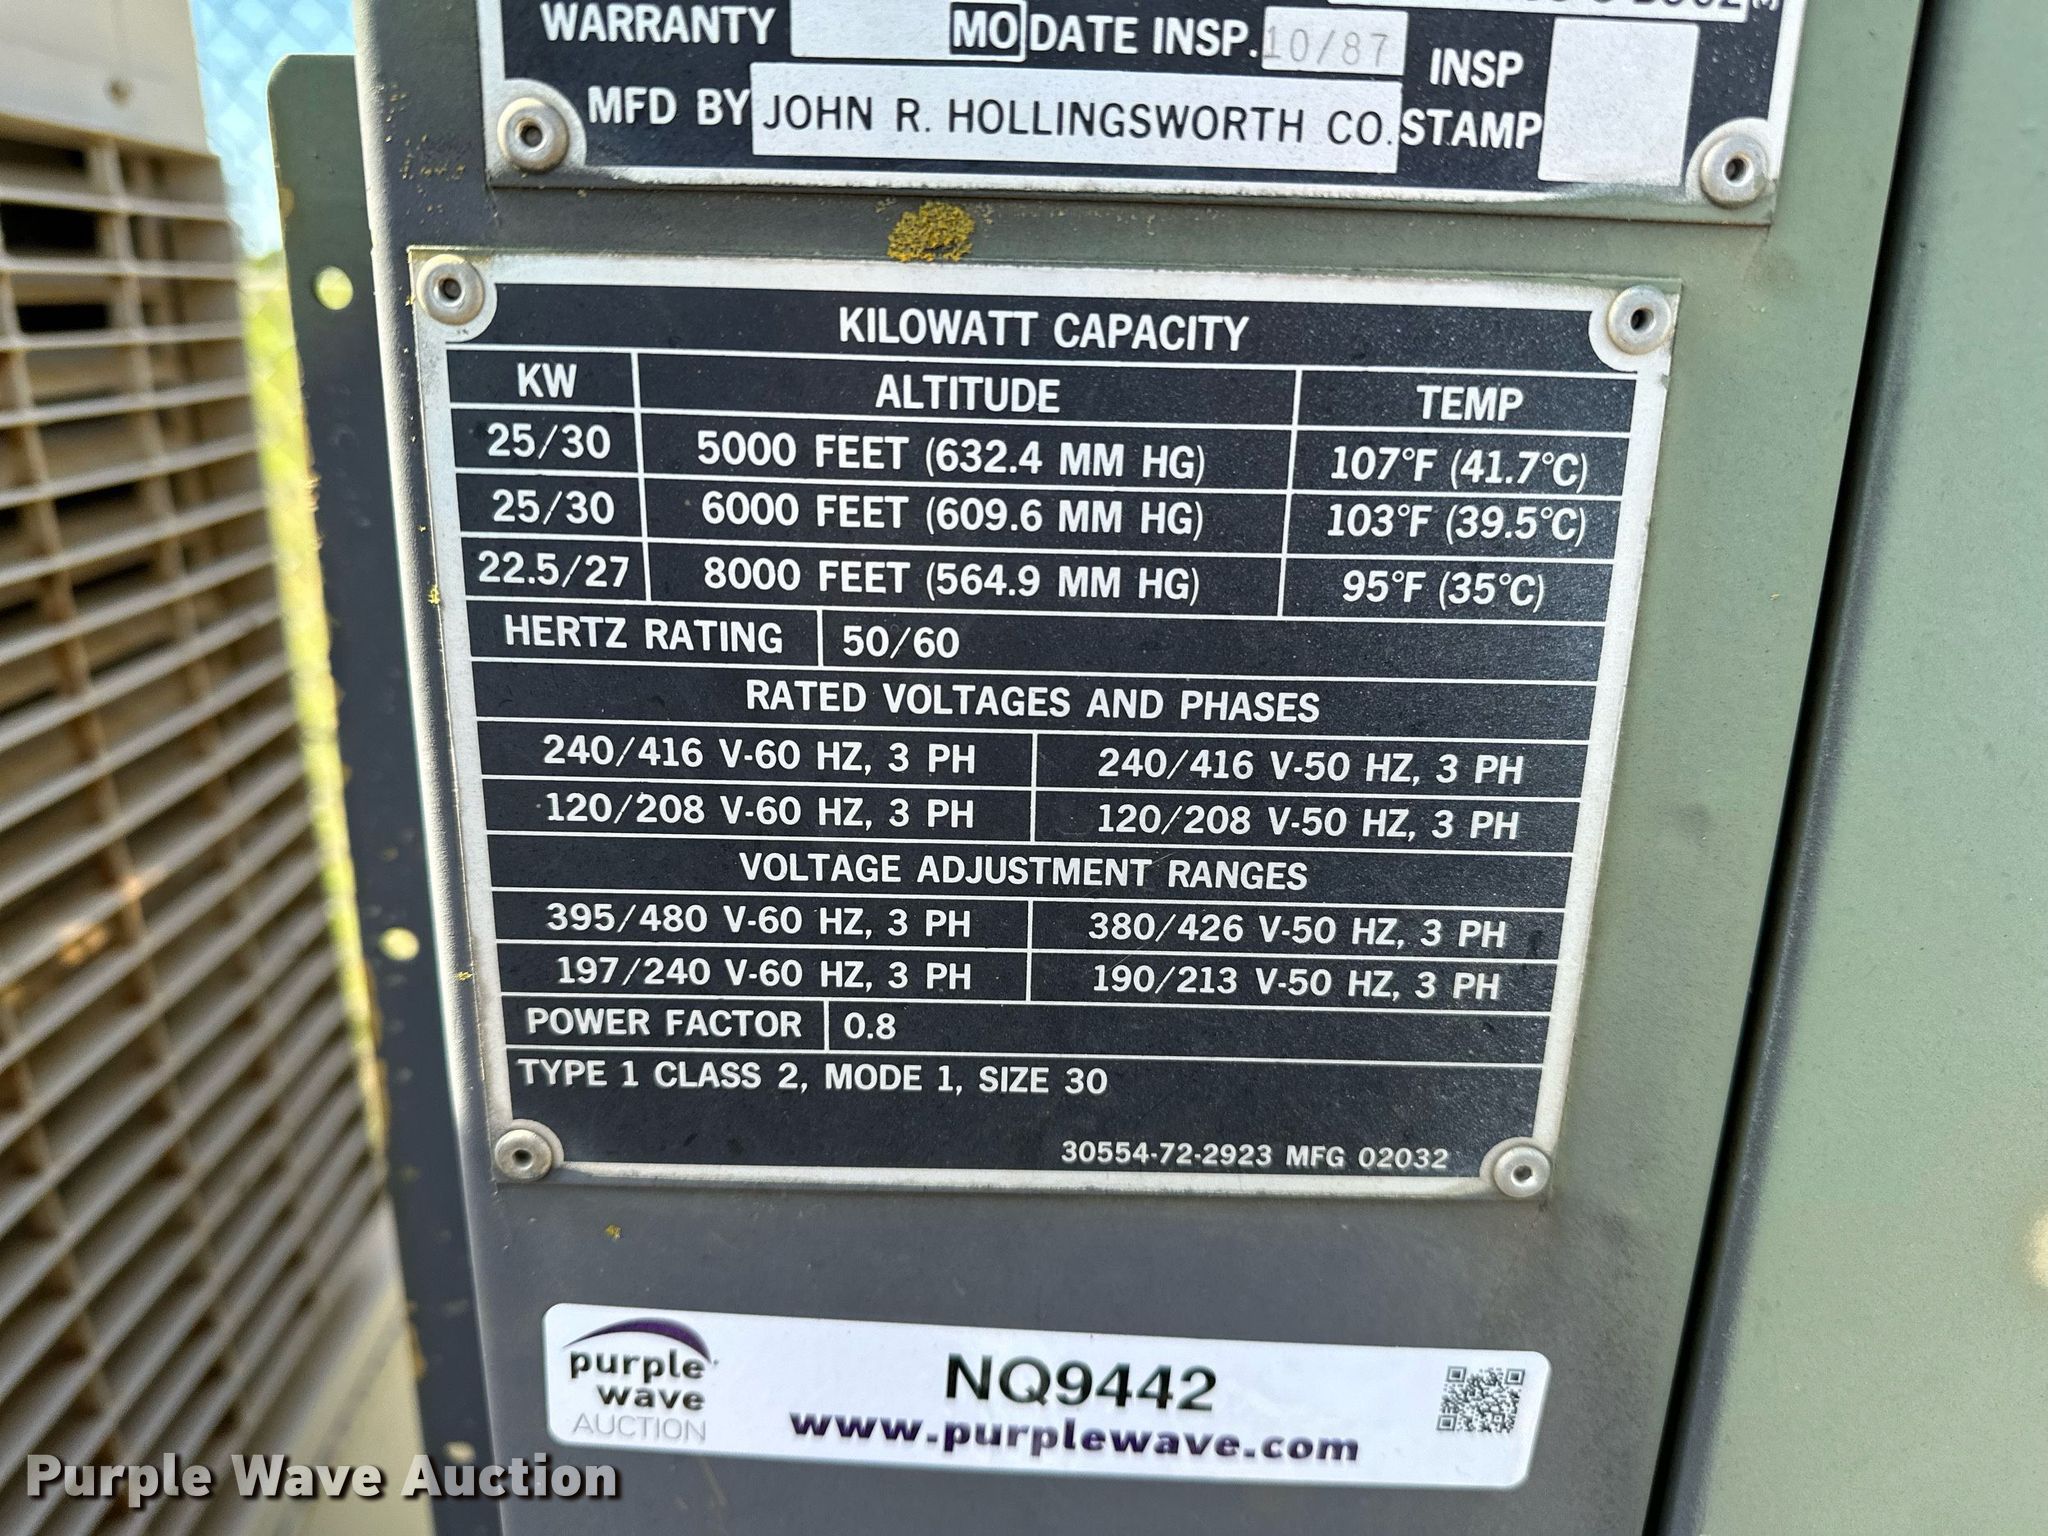 WARRANTY MO DATE INSP. 10/87 INSP STAMP
MFD BY JOHN R. HOLLINGSWORTH CO.
KILOWATT CAPACITY
KW ALTITUDE TEMP
25/30 5000 FEET (632.4 MM HG) 107°F (41.7°C)
25/30 6000 FEET (609.6 MM HG) 103°F (39.5°C)
22.5/27 8000 FEET (564.9 MM HG) 95°F (35°C)
HERTZ RATING 50/60
RATED VOLTAGES AND PHASES
240/416 V-60 HZ, 3 PH 240/416 V-50 HZ, 3 PH
120/208 V-60 HZ, 3 PH 120/208 V-50 HZ, 3 PH
VOLTAGE ADJUSTMENT RANGES
395/480 V-60 HZ, 3 PH 380/426 V-50 HZ, 3 PH
197/240 V-60 HZ, 3 PH 190/213 V-50 HZ, 3 PH
POWER FACTOR 0.8
TYPE 1 CLASS 2, MODE 1, SIZE 30
30554-72-2923 MFG 02032
purple wave AUCTION
NQ9442
www.purplewave.com
Purple Wave Auction